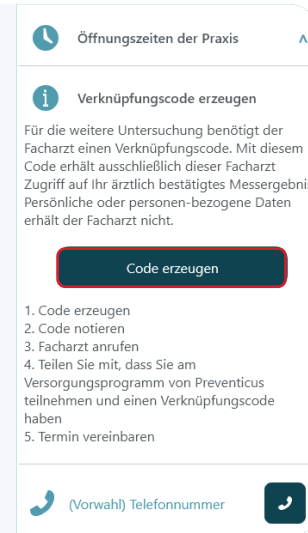 Öffnungszeiten der Praxis
Verknüpfungscode erzeugen
Für die weitere Untersuchung benötigt der
Facharzt einen Verknüpfungscode. Mit diesem
Code erhält ausschließlich dieser Facharzt
Zugriff auf Ihr ärztlich bestätigtes Messergebnis
Persönliche oder personen-bezogene Daten
erhält der Facharzt nicht.
Code erzeugen
1. Code erzeugen
2. Code notieren
3. Facharzt anrufen
4. Teilen Sie mit, dass Sie am
Versorgungsprogramm von Preventicus
teilnehmen und einen Verknüpfungscode
haben
5. Termin vereinbaren
(Vorwahl) Telefonnummer